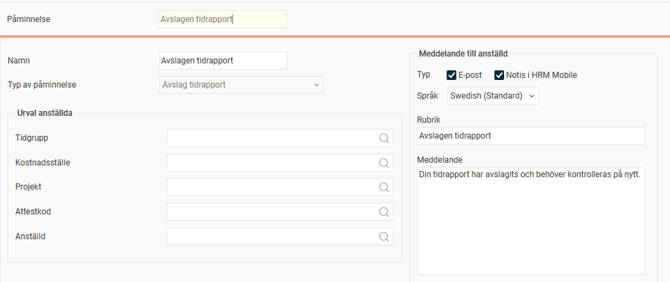 Påminnelse
Avslagen tidrapport
Namn
Avslagen tidrapport
Typ av påminnelse
Avslag tidrapport
Urval anställda
Tidgrupp
Kostnadsställe
Projekt
Attestkod
Anställd
Meddelande till anställd
Typ
E-post
Notis i HRM Mobile
Språk
Swedish (Standard)
Rubrik
Avslagen tidrapport
Meddelande
Din tidrapport har avslagits och behöver kontrolleras på nytt.